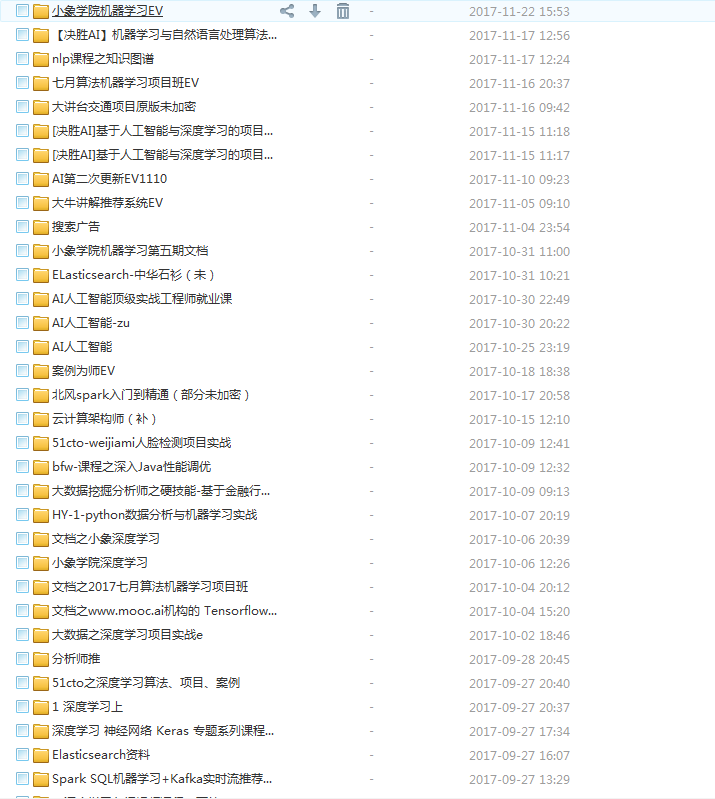 小象学院机器学习EV - 2017-11-22 15:53
【决胜AI】机器学习与自然语言处理算法... - 2017-11-17 12:56
nlp课程之知识图谱 - 2017-11-17 12:24
七月算法机器学习项目班EV - 2017-11-16 20:37
大讲台交通项目原版未加密 - 2017-11-16 09:42
[决胜AI]基于人工智能与深度学习的项目... - 2017-11-15 11:18
[决胜AI]基于人工智能与深度学习的项目... - 2017-11-15 11:17
AI第二次更新EV1110 - 2017-11-10 09:23
大牛讲解推荐系统EV - 2017-11-05 09:10
搜索广告 - 2017-11-04 23:54
小象学院机器学习第五期文档 - 2017-10-31 11:00
ELasticsearch-中华石衫（未） - 2017-10-31 10:21
AI人工智能顶级实战工程师就业课 - 2017-10-30 22:49
AI人工智能-zu - 2017-10-30 20:22
AI人工智能 - 2017-10-25 23:19
案例为师EV - 2017-10-18 18:38
北风spark入门到精通（部分未加密） - 2017-10-17 20:58
云计算架构师（补） - 2017-10-15 12:10
51cto-weijiami人脸检测项目实战 - 2017-10-09 12:41
bfw-课程之深入Java性能调优 - 2017-10-09 12:32
大数据挖掘分析师之硬技能-基于金融行... - 2017-10-09 09:13
HY-1-python数据分析与机器学习实战 - 2017-10-07 20:19
文档之小象深度学习 - 2017-10-06 20:39
小象学院深度学习 - 2017-10-06 12:26
文档之2017七月算法机器学习项目班 - 2017-10-04 20:12
文档之www.mooc.ai机构的 Tensorflow... - 2017-10-04 15:20
大数据之深度学习项目实战e - 2017-10-02 18:46
分析师推 - 2017-09-28 20:45
51cto之深度学习算法、项目、案例 - 2017-09-27 20:40
1 深度学习上 - 2017-09-27 20:37
深度学习 神经网络 Keras 专题系列课程... - 2017-09-27 17:34
Elasticsearch资料 - 2017-09-27 16:07
Spark SQL机器学习+Kafka实时流推荐... - 2017-09-27 13:29